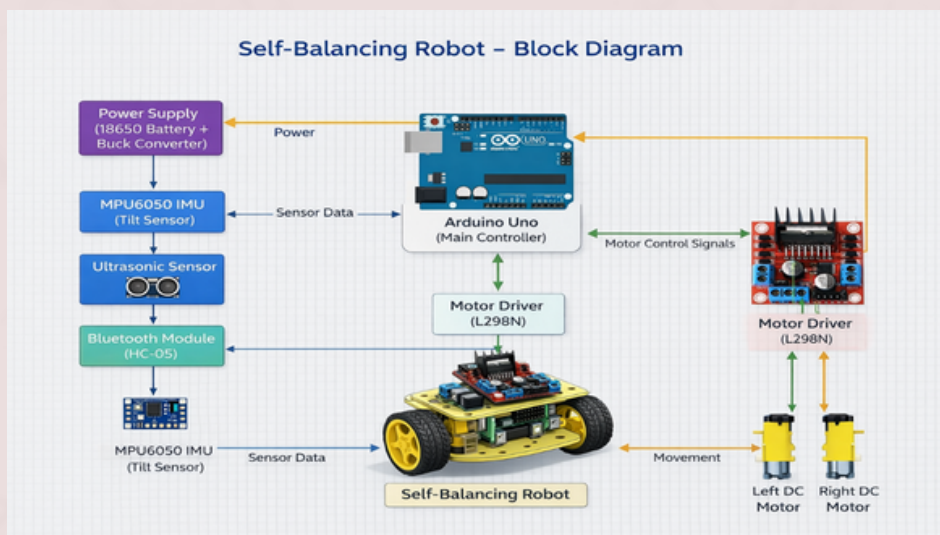 Self-Balancing Robot – Block Diagram
Power Supply
(18650 Battery +
Buck Converter)
Power
UNO
MPU6050 IMU
(Tilt Sensor)
Sensor Data
Arduino Uno
(Main Controller)
Motor Control Signals
Ultrasonic Sensor
Motor Driver
(L298N)
Motor Driver
(L298N)
Bluetooth Module
(HC-05)
MPU6050 IMU
(Tilt Sensor)
Sensor Data
Movement
Self-Balancing Robot
Left DC
Motor
Right DC
Motor